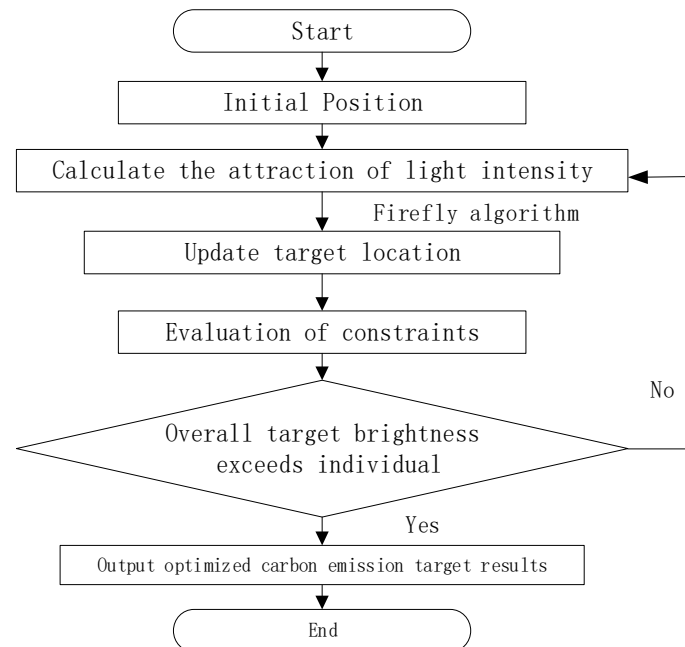 Start
Initial Position
Calculate the attraction of light intensity
Firefly algorithm
Update target location
Evaluation of constraints
No
Overall target brightness
exceeds individual
Yes
Output optimized carbon emission target results
End